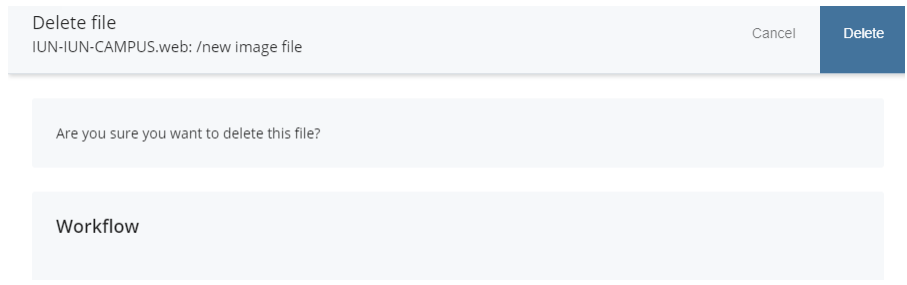 Delete file
IUN-IUN-CAMPUS.web: /new image file
Cancel
Delete
Are you sure you want to delete this file?
Workflow